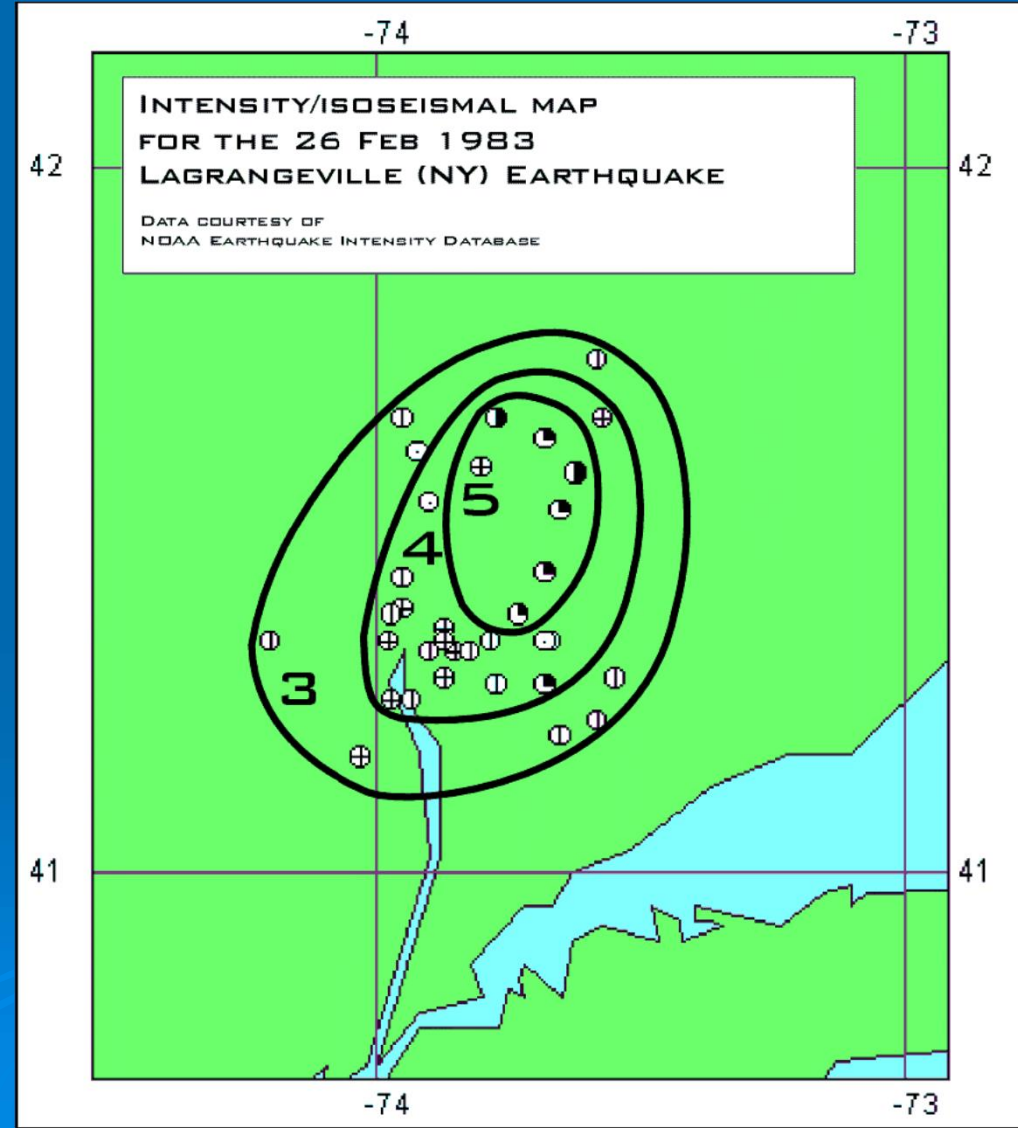 -74 -73
INTENSITY/ISOSEISMAL MAP
FOR THE 26 FEB 1983
LAGRANGEVILLE (NY) EARTHQUAKE
DATA COURTESY OF
NOAA EARTHQUAKE INTENSITY DATABASE
42 42
5
4
3
41 41
-74 -73